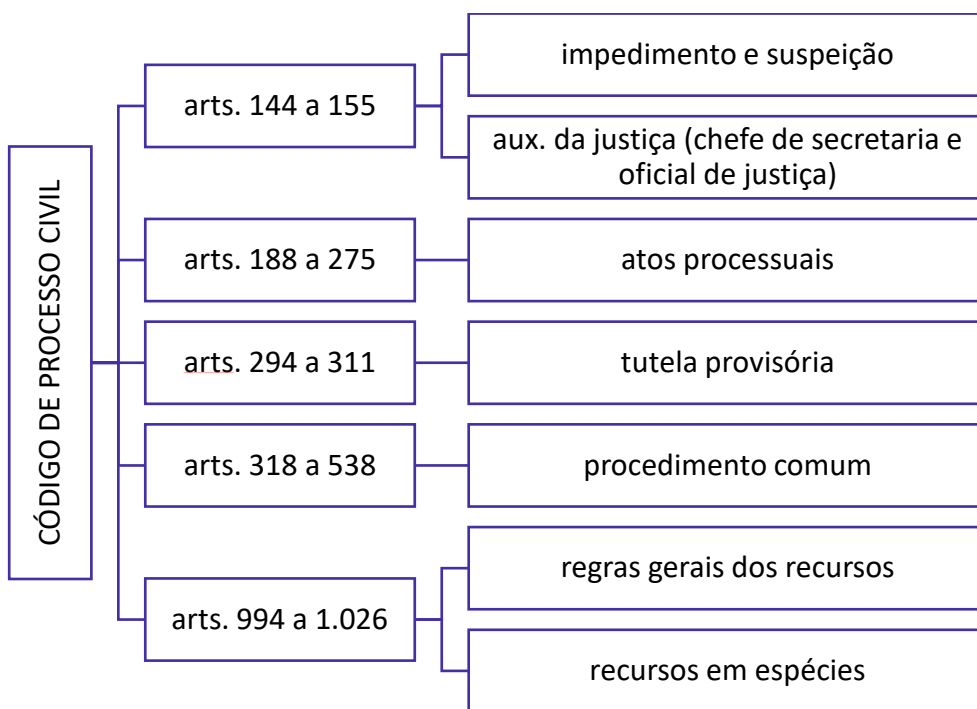 CÓDIGO DE PROCESSO CIVIL
arts. 144 a 155
impedimento e suspeição
aux. da justiça (chefe de secretaria e
oficial de justiça)
arts. 188 a 275
atos processuais
arts. 294 a 311
tutela provisória
arts. 318 a 538
procedimento comum
arts. 994 a 1.026
regras gerais dos recursos
recursos em espécies